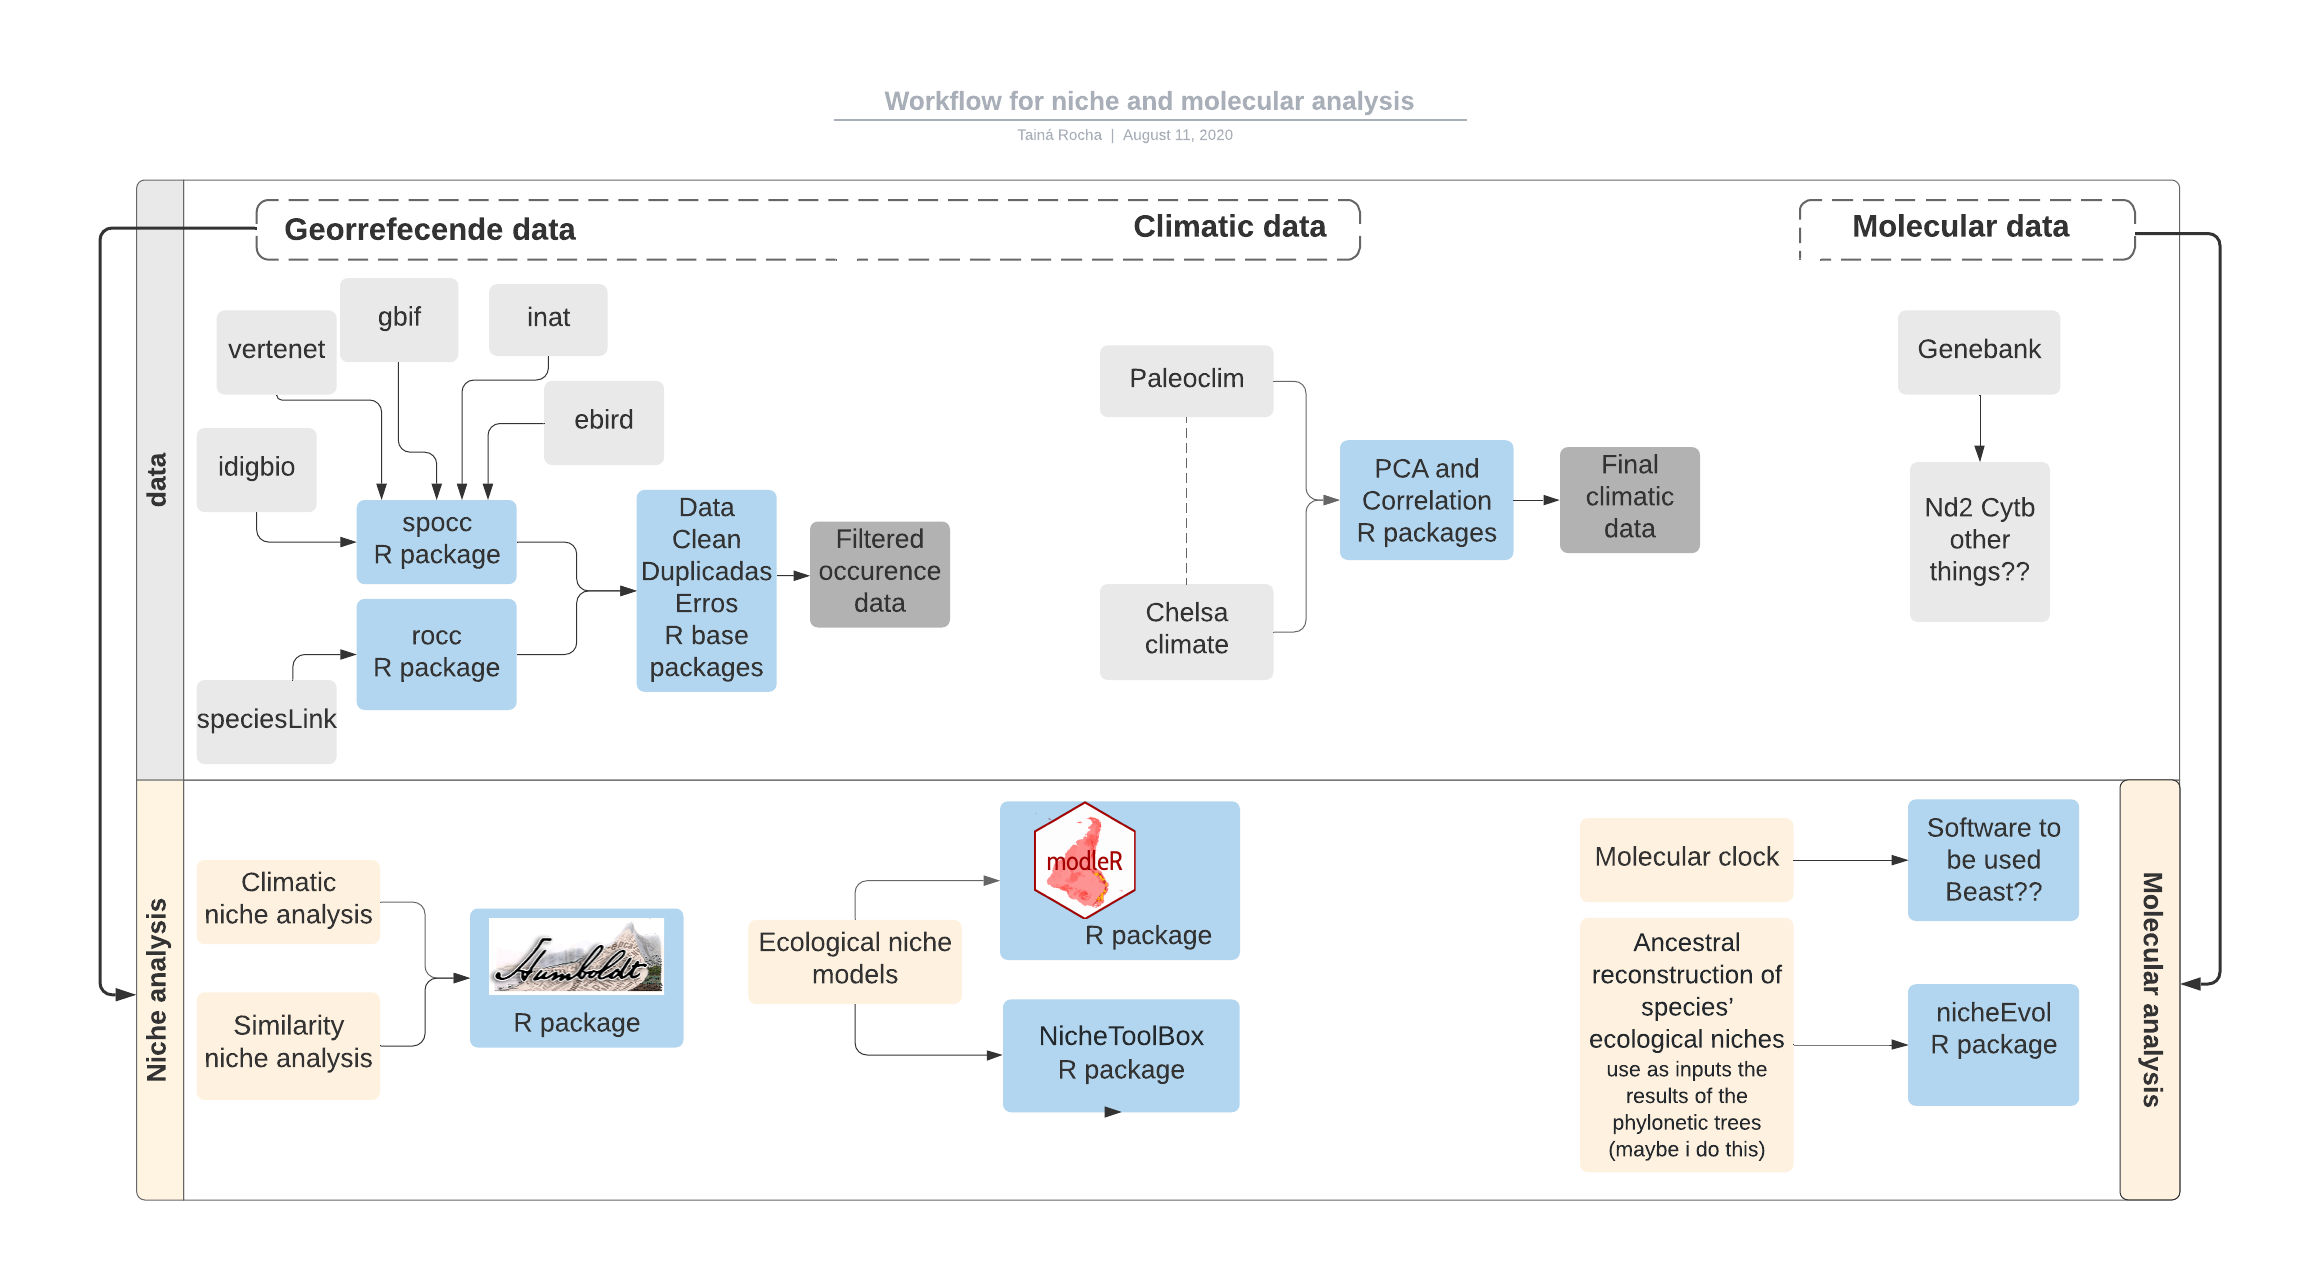 Workflow for niche and molecular analysis
Tainá Rocha | August 11, 2020
data
Georrefecende data
Climatic data
Molecular data
vertenet
gbif
inat
ebird
idigbio
speciesLink
spocc
R package
rocc
R package
Data
Clean
Duplicadas
Erros
R base
packages
Filtered
occurence
data
Paleoclim
Chelsa
climate
PCA and
Correlation
R packages
Final
climatic
data
Genebank
Nd2 Cytb
other
things??
Niche analysis
Climatic
niche analysis
Similarity
niche analysis
Humboldt
R package
Ecological niche
models
modleR
R package
NicheToolBox
R package
Molecular clock
Software to
be used
Beast??
Ancestral
reconstruction of
species’
ecological niches
use as inputs the
results of the
phylonetic trees
(maybe i do this)
nicheEvol
R package
Molecular analysis